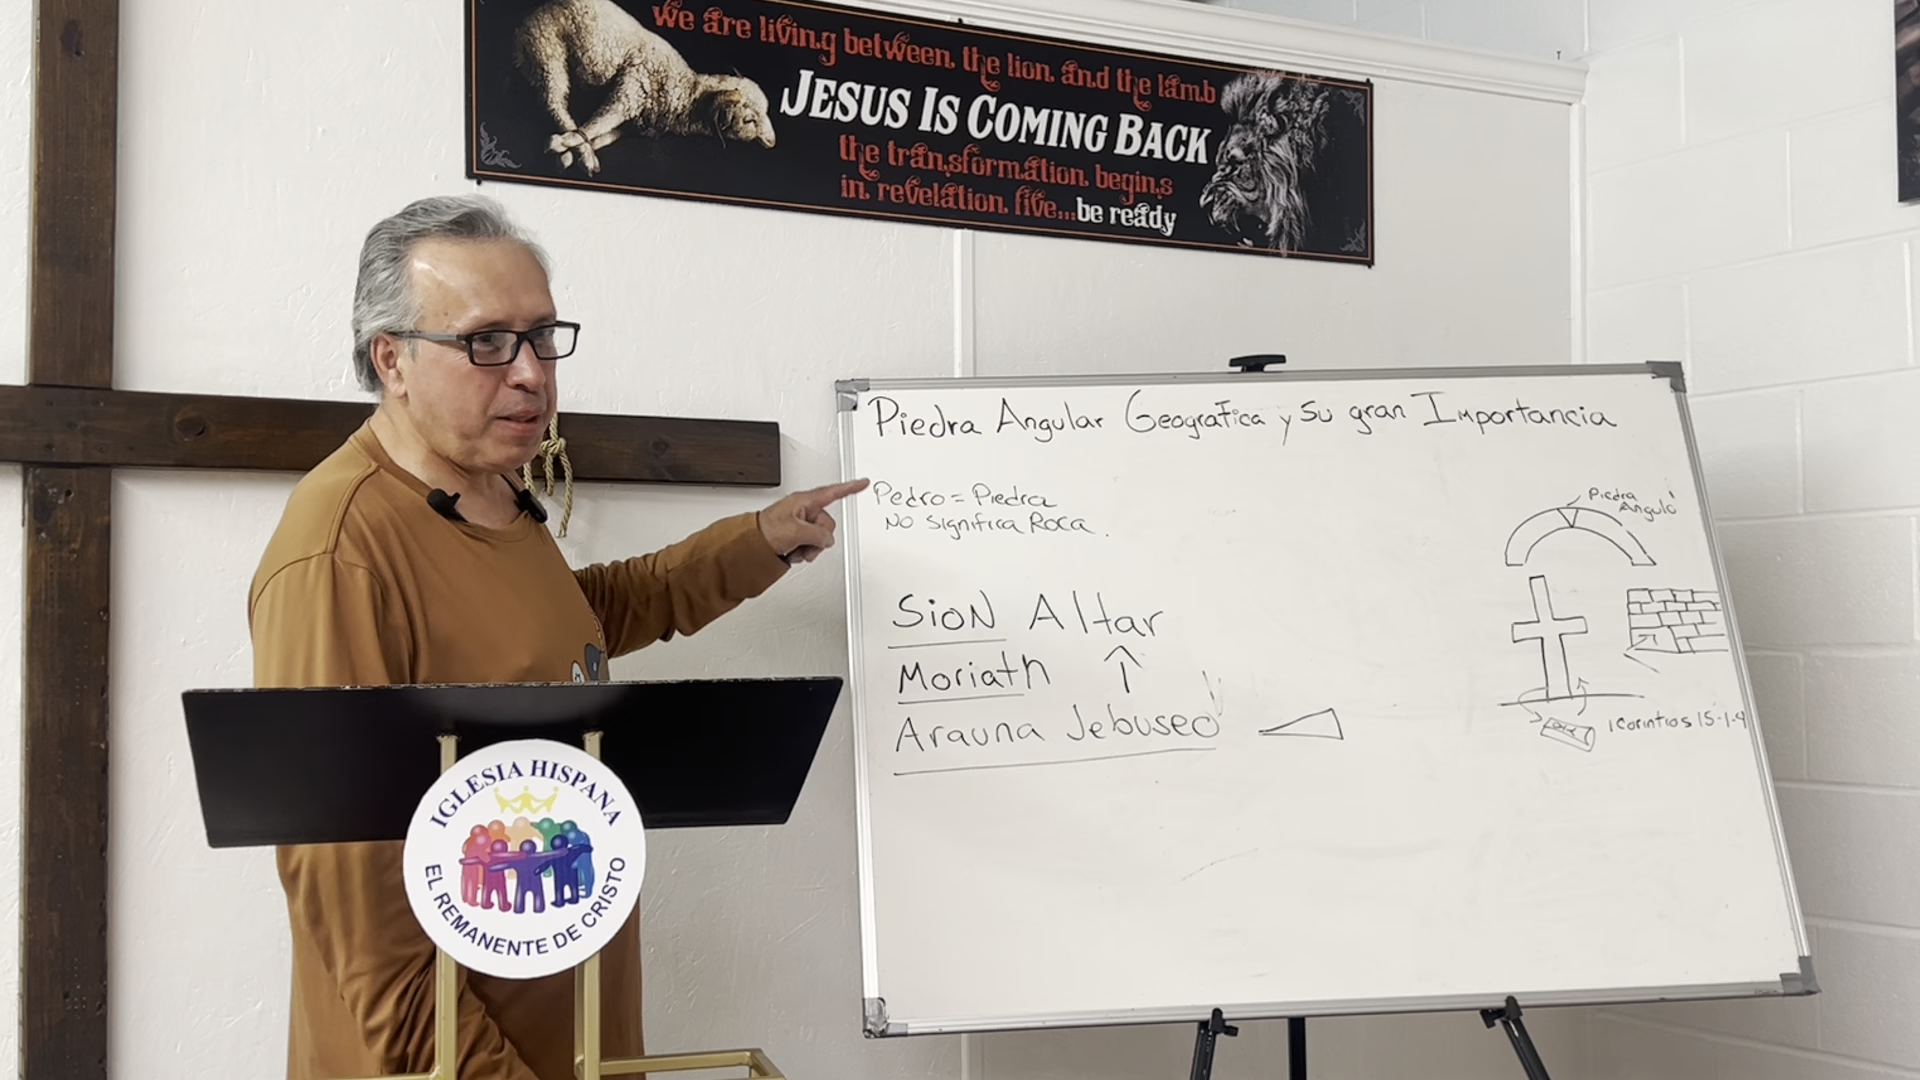 we are living between the lion and the lamb
JESUS IS COMING BACK
the transformation begins
in revelation five...be ready
Piedra Angular Geografica y su gran Importancia
Pedro = Piedra
No significa Roca.
Piedra
Angulo
SioN Altar
Moriath
Arauna Jebuseo
1 Corintios 15-1-4
IGLESIA HISPANA
EL REMANENTE DE CRISTO